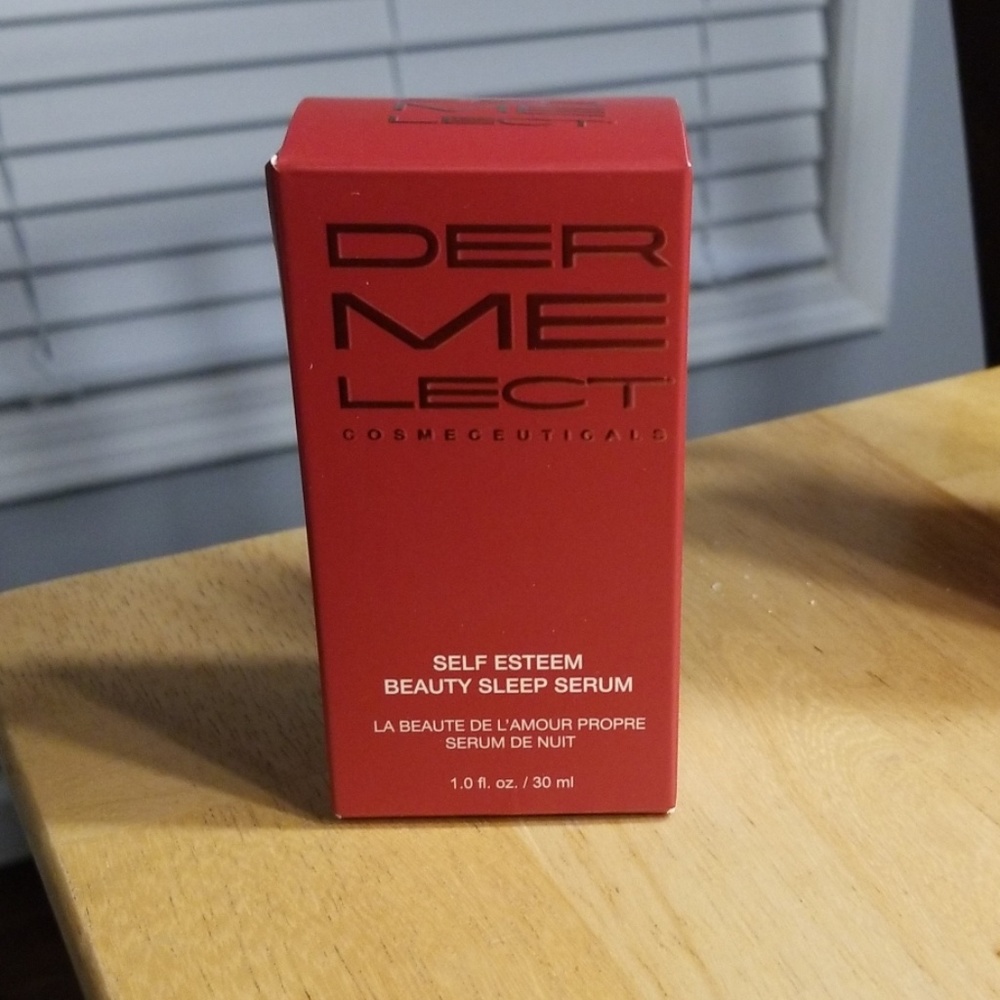 LECT
DER
ME
LECT
COSMECEUTICALS
SELF ESTEEM
BEAUTY SLEEP SERUM
LA BEAUTE DE L'AMOUR PROPRE
SERUM DE NUIT
1.0 fl. oz. / 30 ml